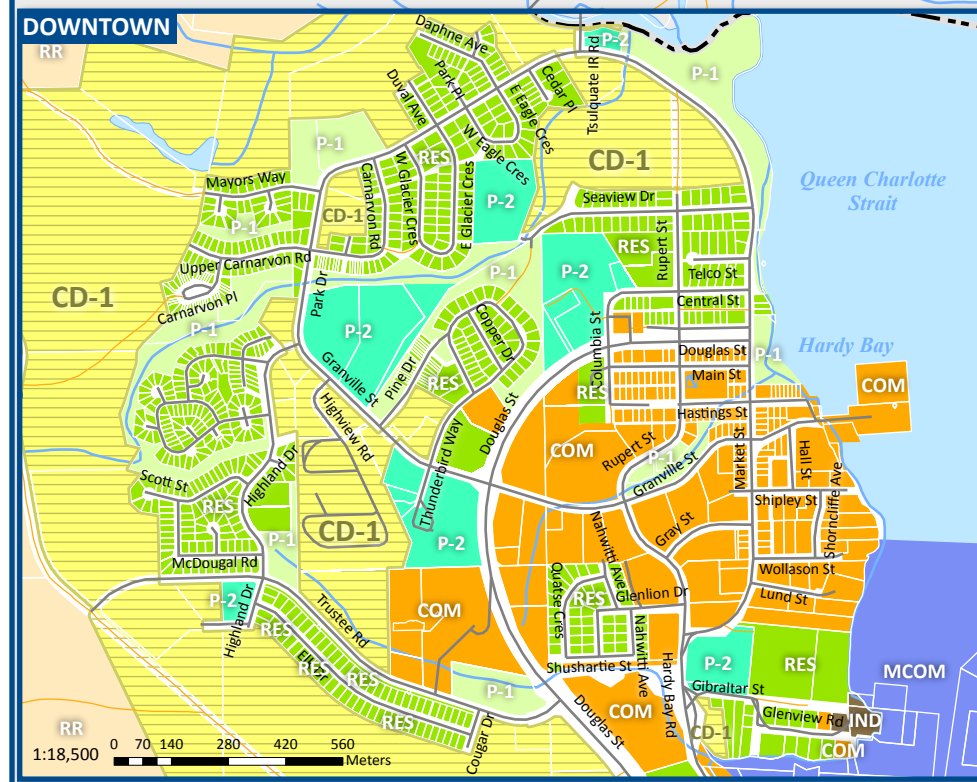 DOWNTOWN
RR
Daphne Ave
P-2
Tsulquate IR Rd
P-1
Park Pl
Duval Ave
Cedar Pl
E Eagle Cres
W Eagle Cres
P-1
RES
CD-1
Mayors Way
Carnarvon Rd
W Glacier Cres
E Glacier Cres
P-2
Queen Charlotte
Strait
Seaview Dr
CD-1
P-1
RES
Rupert St
Upper Carnarvon Rd
P-1
P-2
Telco St
CD-1
Carnarvon Pl
Park Dr
Central St
P-1
P-2
Copper Dr
Columbia St
Granville St
Pine Dr
Douglas St
Hardy Bay
P-1
Main St
RES
RES
COM
Highview Rd
Douglas St
Hastings St
Thunderbird Way
COM
Rupert St
P-1
Granville St
Market St
Hall St
Scott St
Highland Dr
Shipley St
Shorncliffe Ave
RES
CD-1
P-1
P-2
Nahwitti Ave
Gray St
McDougal Rd
Wollason St
Quatse Cres
RES
Glenlion Dr
Lund St
P-2
Highland Dr
Trustee Rd
COM
RES
Elk Dr
RES
RES
RES
Nahwitti Ave
Shushartie St
Hardy Bay Rd
P-2
RES
MCOM
P-1
Gibraltar St
COM
Douglas St
CD-1
Glenview Rd
IND
COM
Cougar Dr
RR
1:18,500
0 70 140 280 420 560
Meters